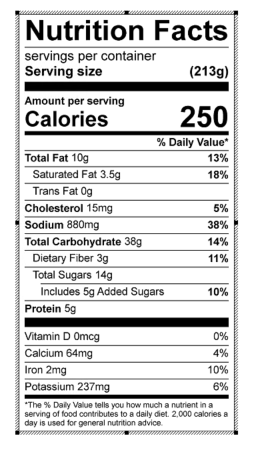 Nutrition Facts
servings per container
Serving size (213g)
Amount per serving
Calories 250
% Daily Value*
Total Fat 10g 13%
Saturated Fat 3.5g 18%
Trans Fat 0g
Cholesterol 15mg 5%
Sodium 880mg 38%
Total Carbohydrate 38g 14%
Dietary Fiber 3g 11%
Total Sugars 14g
Includes 5g Added Sugars 10%
Protein 5g
Vitamin D 0mcg 0%
Calcium 64mg 4%
Iron 2mg 10%
Potassium 237mg 6%
*The % Daily Value tells you how much a nutrient in a
serving of food contributes to a daily diet. 2,000 calories a
day is used for general nutrition advice.